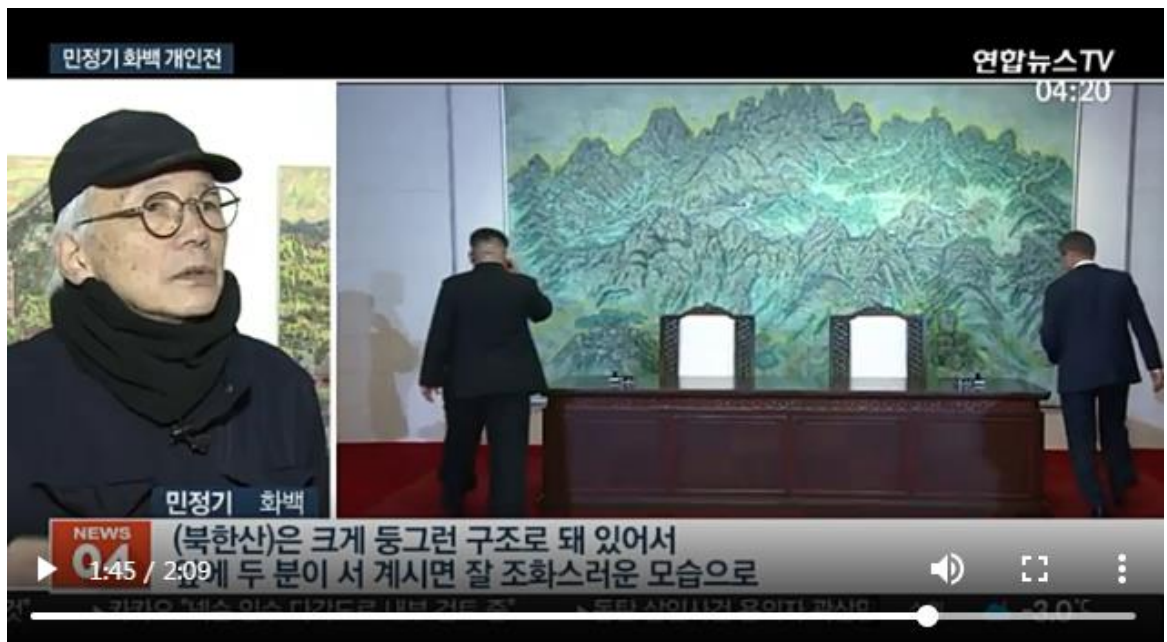 민정기 화백 개인전
연합뉴스TV
04:20
민정기 화백
NEWS
04
(북한산)은 크게 둥그런 구조로 돼 있어서
앞에 두 분이 서 계시면 잘 조화스러운 모습으로
1:45 / 2:09
-3.0℃